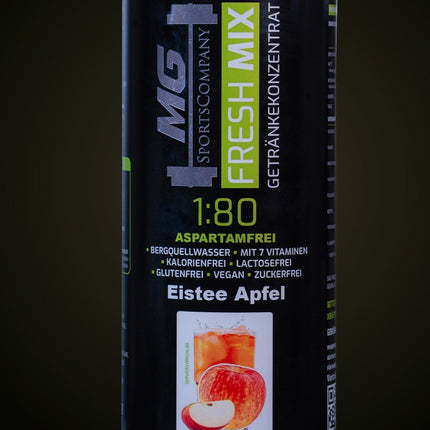 MG
SPORTSCOMPANY
FRESH MIX
GETRÄNKEKONZENTRAT
1:80
ASPARTAMFREI
▪ BERGQUELLWASSER ▪ MIT 7 VITAMINEN
▪ KALORIENFREI ▪ LACTOSEFREI
▪ GLUTENFREI ▪ VEGAN ▪ ZUCKERFREI
Eistee Apfel